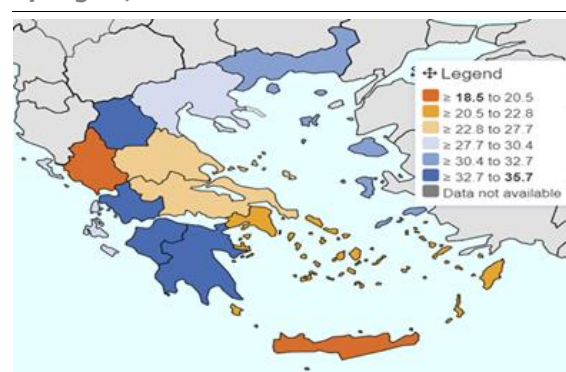 Legend
≥ 18.5 to 20.5
≥ 20.5 to 22.8
≥ 22.8 to 27.7
≥ 27.7 to 30.4
≥ 30.4 to 32.7
≥ 32.7 to 35.7
Data not available